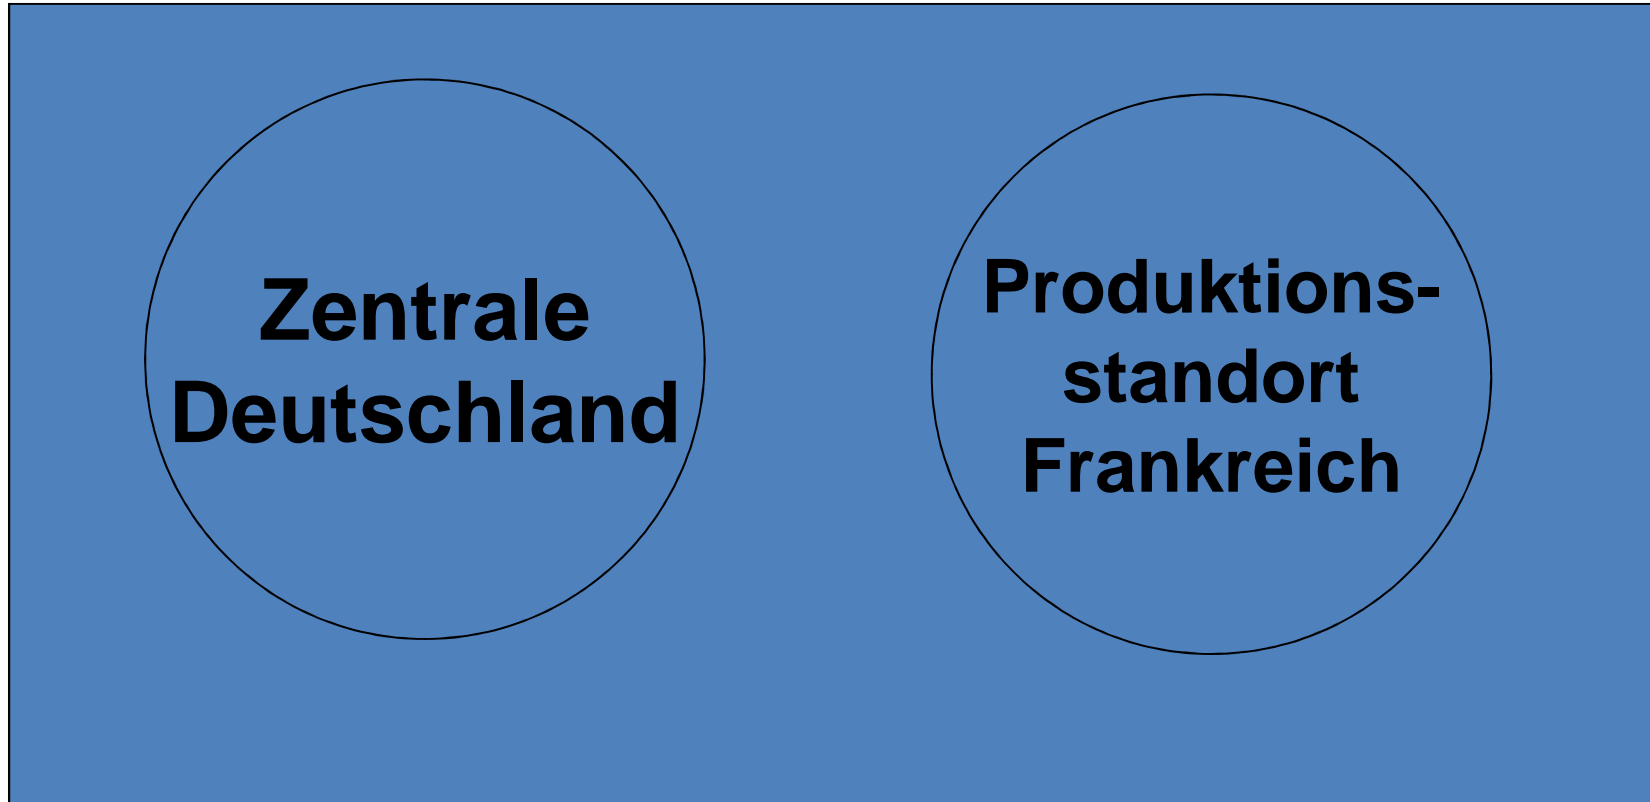 Zentrale
Deutschland
Produktions-
standort
Frankreich